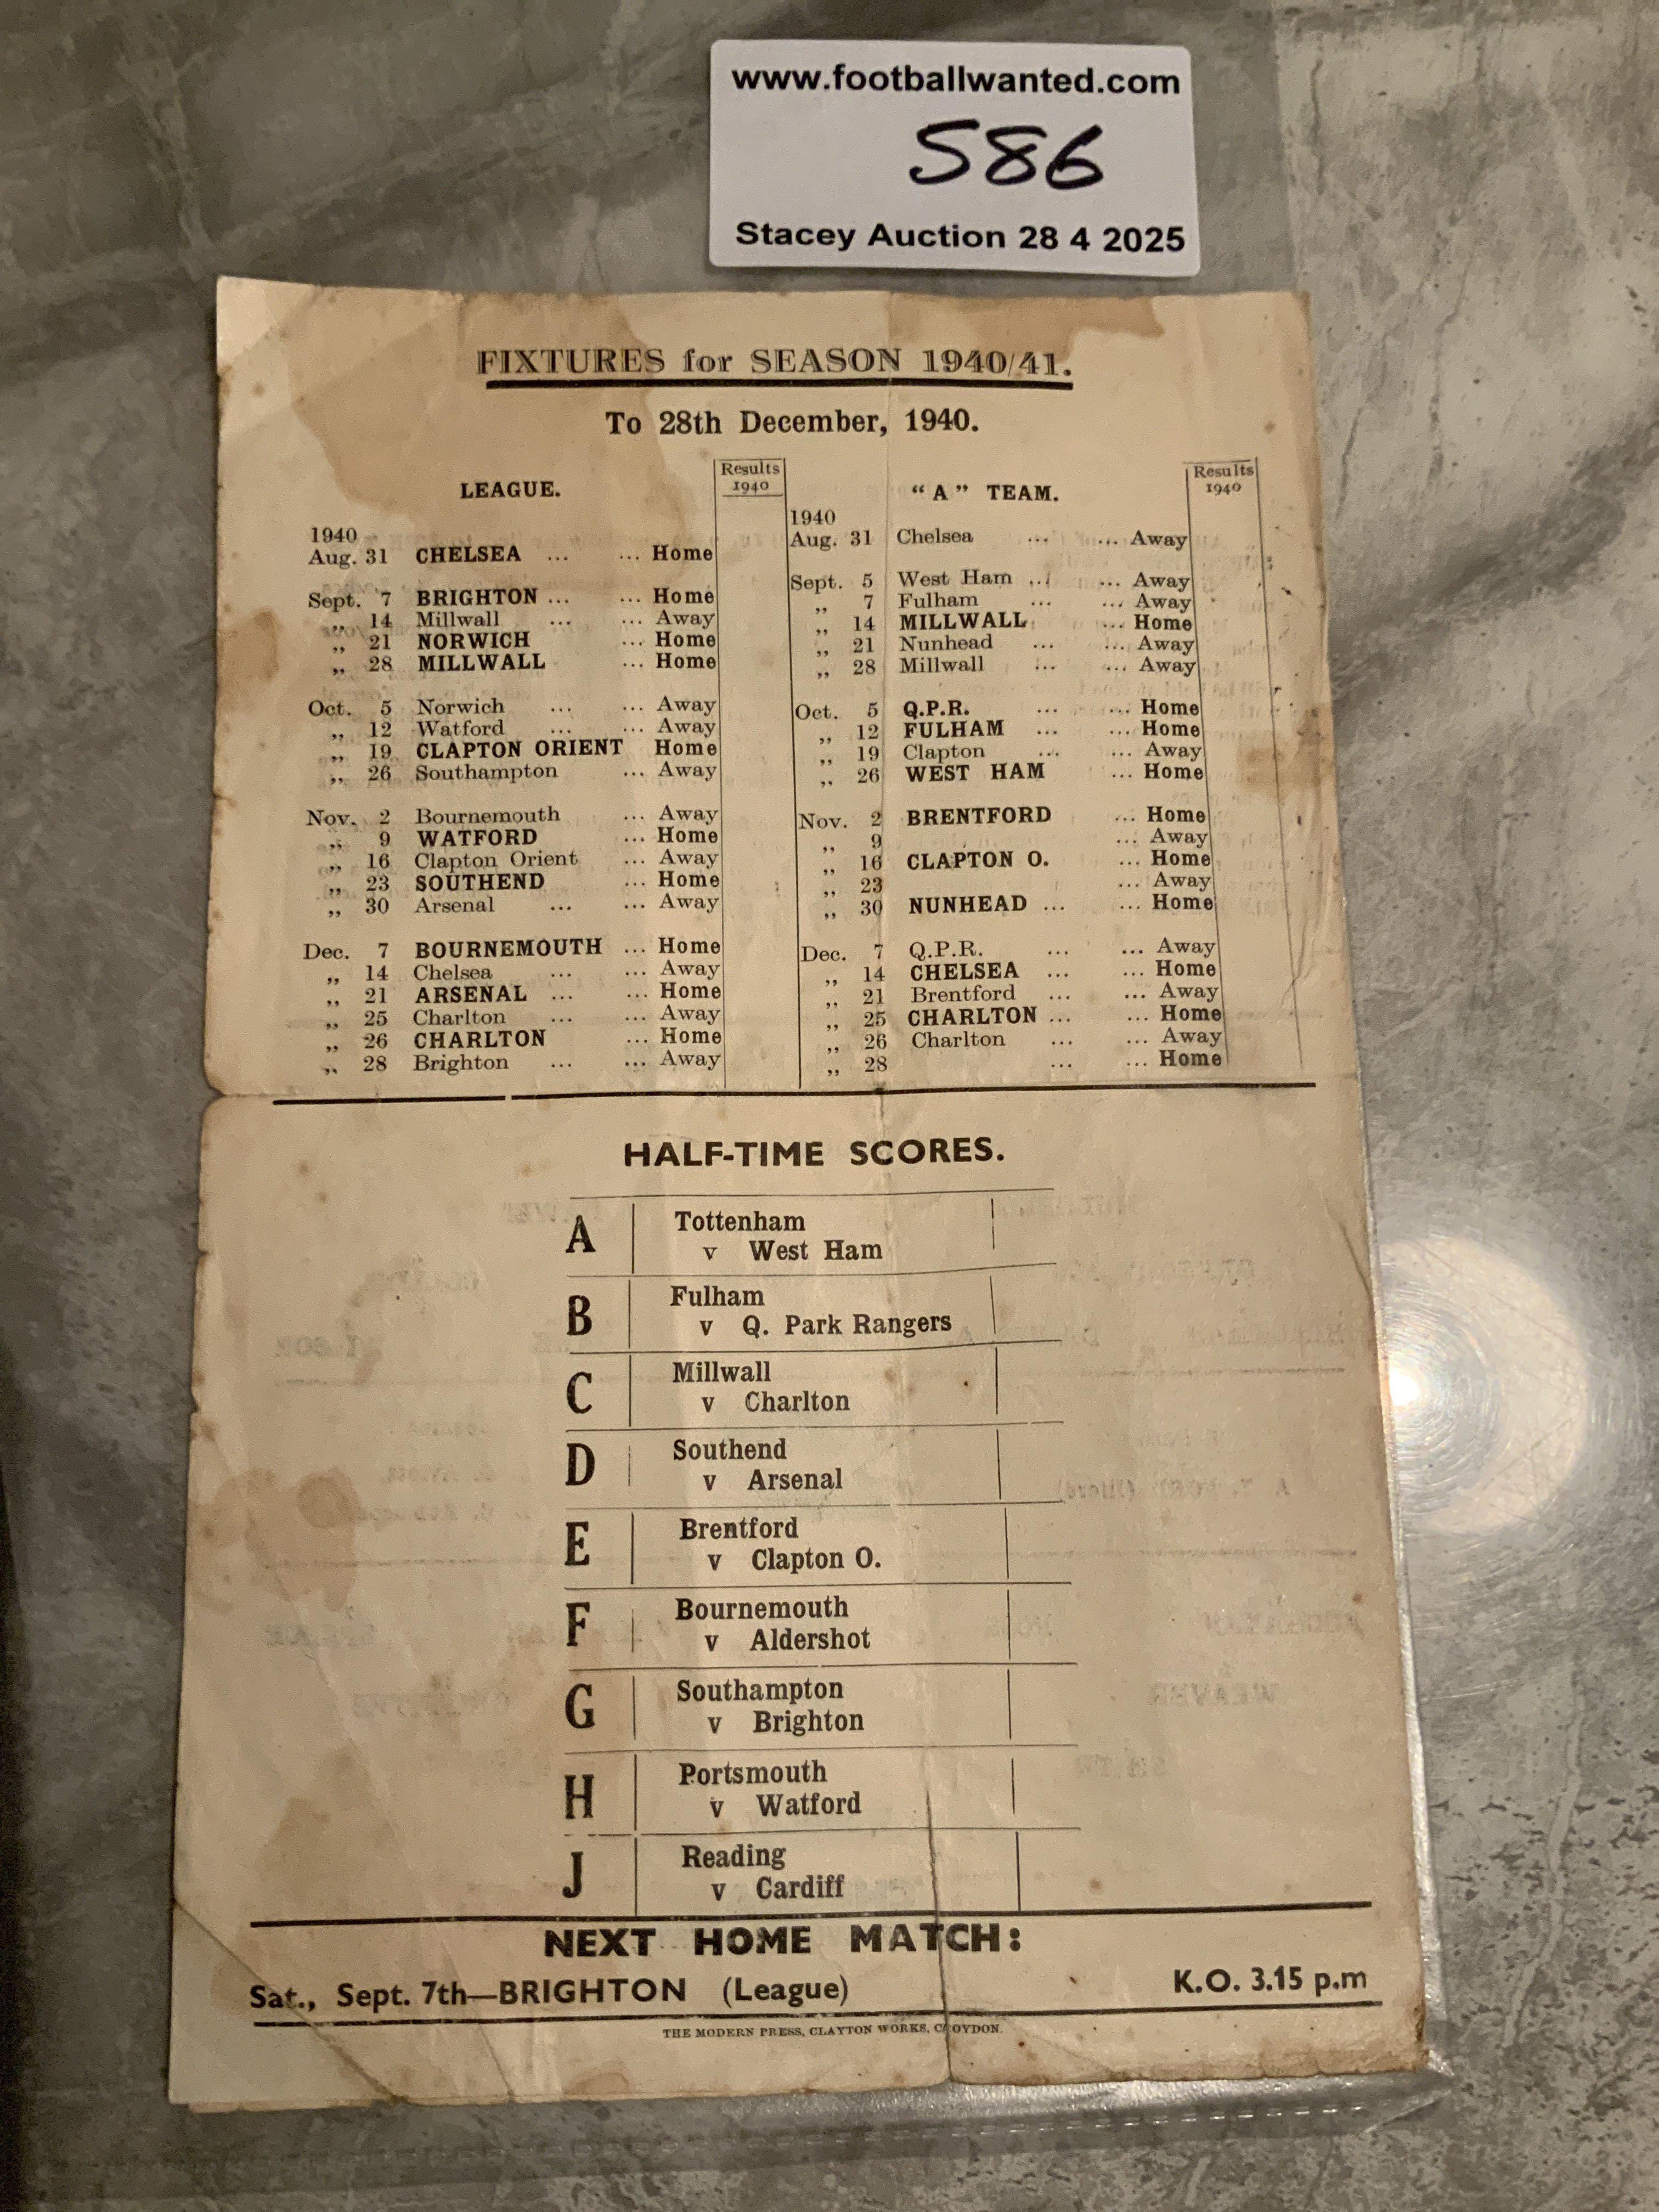 www.footballwanted.com
586
Stacey Auction 28 4 2025
FIXTURES for SEASON 1940/41.
To 28th December, 1940.
LEAGUE.
Results
1940
1940
Aug. 31 CHELSEA ... ... Home
Sept. 7 BRIGHTON ... ... Home
,, 14 Millwall ... ... Away
,, 21 NORWICH ... Home
,, 28 MILLWALL ... Home
Oct. 5 Norwich ... ... Away
,, 12 Watford ... ... Away
,, 19 CLAPTON ORIENT Home
,, 26 Southampton ... Away
Nov. 2 Bournemouth ... Away
,, 9 WATFORD ... Home
,, 16 Clapton Orient ... Away
,, 23 SOUTHEND ... Home
,, 30 Arsenal ... ... Away
Dec. 7 BOURNEMOUTH ... Home
,, 14 Chelsea ... ... Away
,, 21 ARSENAL ... ... Home
,, 25 Charlton ... ... Away
,, 26 CHARLTON ... Home
,, 28 Brighton ... ... Away
"A" TEAM.
Results
1940
1940
Aug. 31 Chelsea ... ... Away
Sept. 5 West Ham ... ... Away
,, 7 Fulham ... ... Away
,, 14 MILLWALL ... Home
,, 21 Nunhead ... ... Away
,, 28 Millwall ... ... Away
Oct. 5 Q.P.R. ... ... Home
,, 12 FULHAM ... ... Home
,, 19 Clapton ... ... Away
,, 26 WEST HAM ... Home
Nov. 2 BRENTFORD ... Home
,, 9 ... Away
,, 16 CLAPTON O. ... Home
,, 23 ... Away
,, 30 NUNHEAD ... ... Home
Dec. 7 Q.P.R. ... ... Away
,, 14 CHELSEA ... ... Home
,, 21 Brentford ... ... Away
,, 25 CHARLTON ... ... Home
,, 26 Charlton ... ... Away
,, 28 ... ... Home
HALF-TIME SCORES.
A Tottenham
v West Ham
B Fulham
v Q. Park Rangers
C Millwall
v Charlton
D Southend
v Arsenal
E Brentford
v Clapton O.
F Bournemouth
v Aldershot
G Southampton
v Brighton
H Portsmouth
v Watford
J Reading
v Cardiff
NEXT HOME MATCH:
Sat., Sept. 7th—BRIGHTON (League) K.O. 3.15 p.m
THE MODERN PRESS, CLAYTON WORKS, CROYDON.